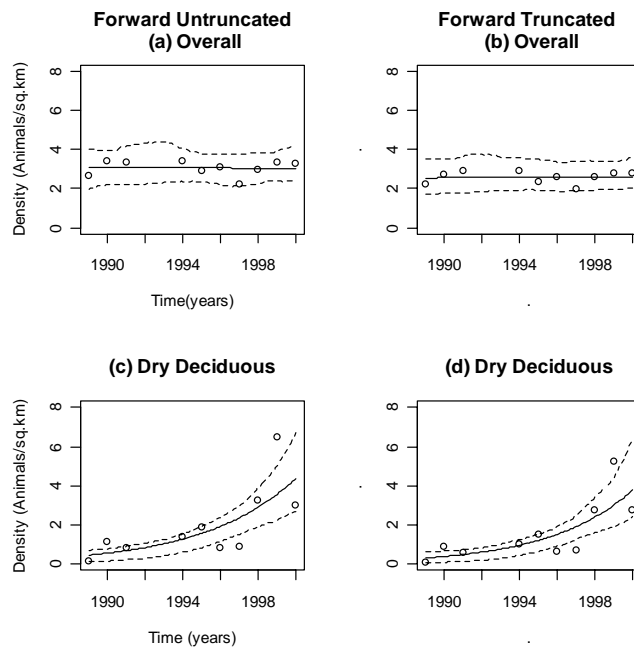 Forward Untruncated
(a) Overall
Forward Truncated
(b) Overall
Density (Animals/sq.km)
8
6
4
2
0
8
6
4
2
0
1990 1994 1998
1990 1994 1998
Time(years)
.
(c) Dry Deciduous
(d) Dry Deciduous
Density (Animals/sq.km)
8
6
4
2
0
8
6
4
2
0
1990 1994 1998
1990 1994 1998
Time (years)
.